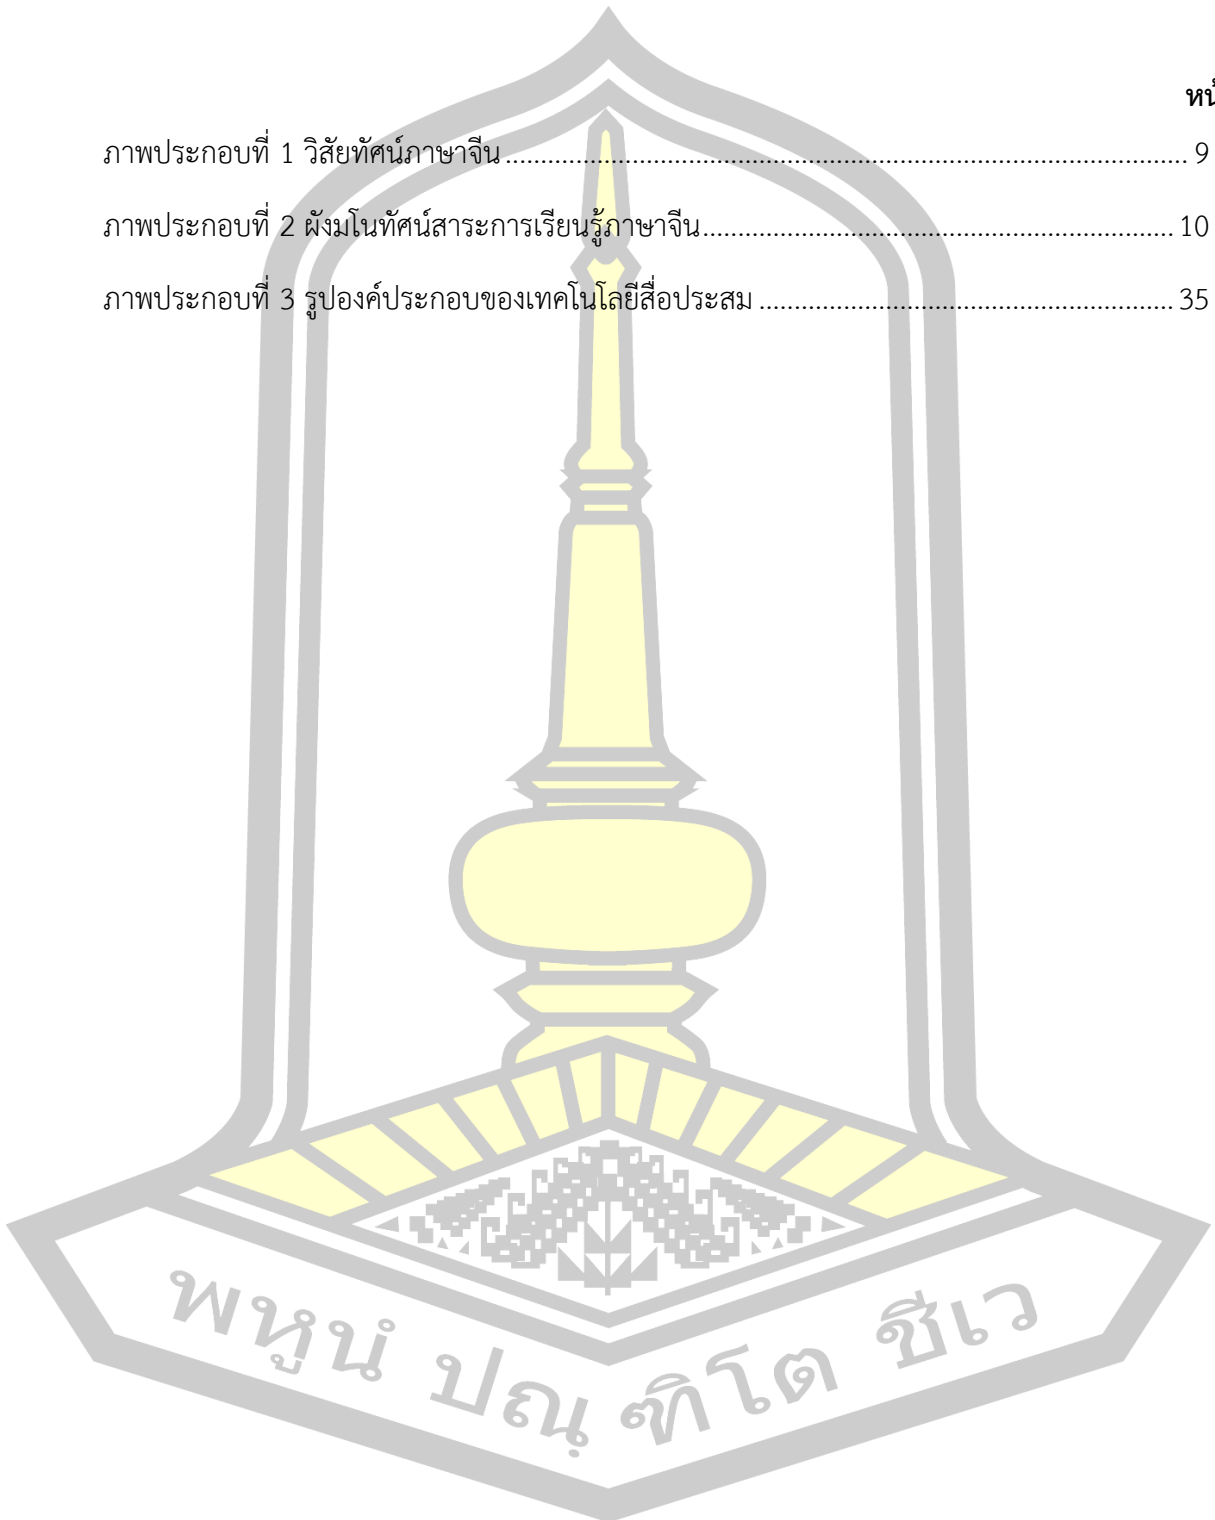 ภาพประกอบที่ 1 วิสัยทัศน์ภาษาจีน ........................................................................................................ 9
ภาพประกอบที่ 2 ผังมโนทัศน์สาระการเรียนรู้ภาษาจีน........................................................................ 10
ภาพประกอบที่ 3 รูปองค์ประกอบของเทคโนโลยีสื่อประสม ............................................................... 35
พหูนํ ปณฺฑิโต ชีเว